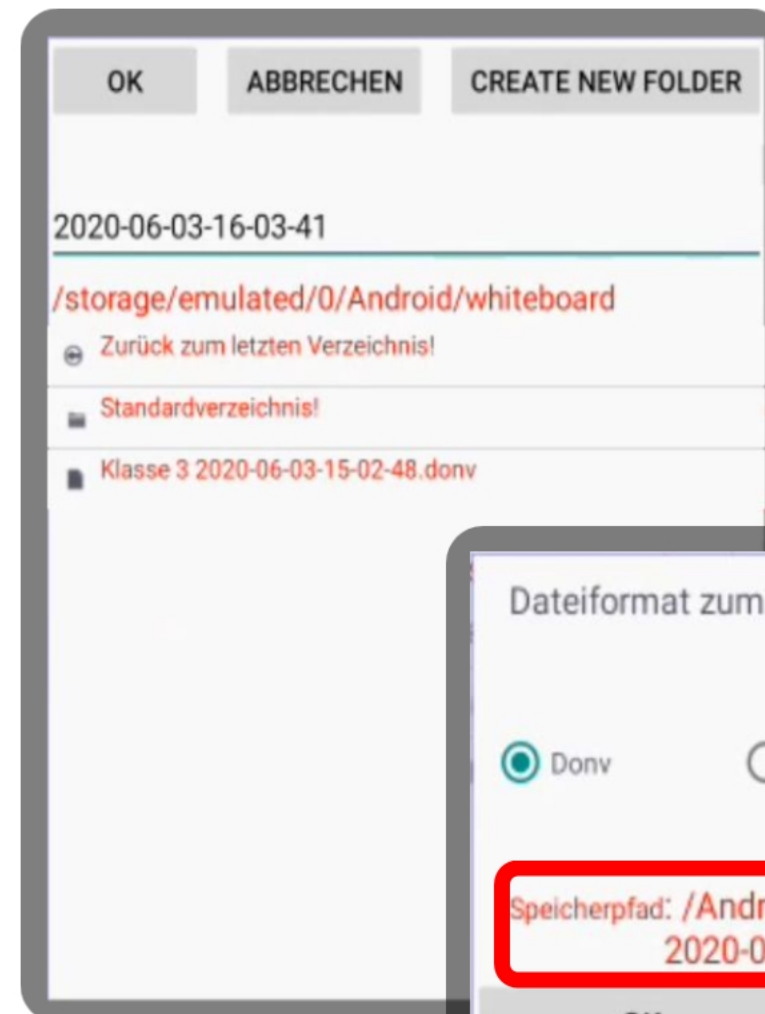 OK ABBRECHEN CREATE NEW FOLDER
2020-06-03-16-03-41
/storage/emulated/0/Android/whiteboard
Zurück zum letzten Verzeichnis!
Standardverzeichnis!
Klasse 3 2020-06-03-15-02-48.donv
Dateiformat zum
Donv
Speicherpfad: /Andr
2020-0